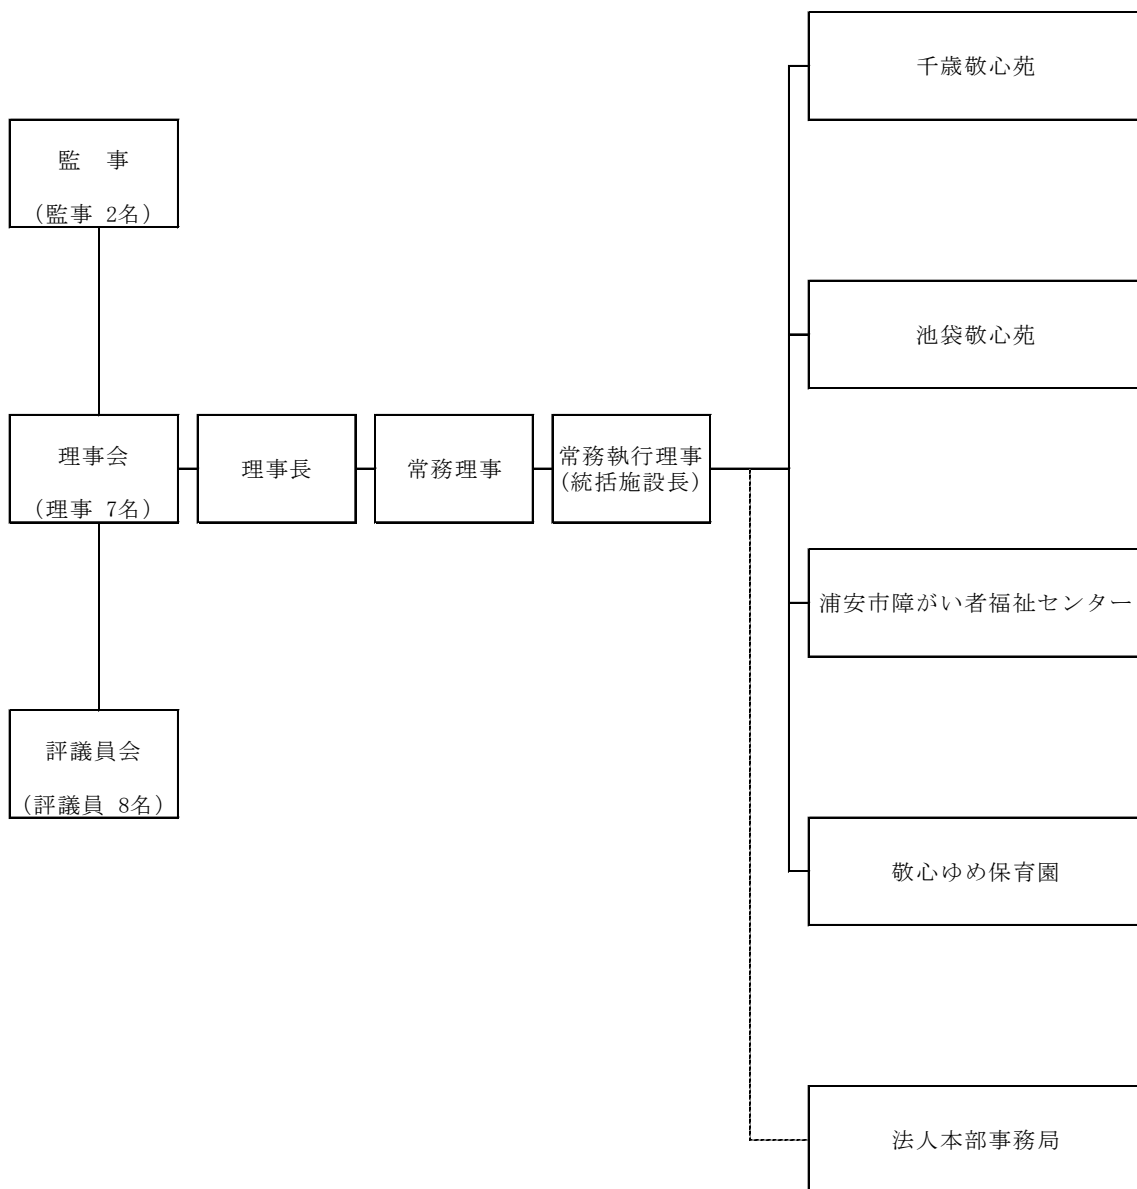 千歳敬心苑
監　事
（監事 2名）
池袋敬心苑
理事会
（理事 7名）
理事長
常務理事
常務執行理事
(統括施設長)
浦安市障がい者福祉センター
評議員会
（評議員 8名）
敬心ゆめ保育園
法人本部事務局